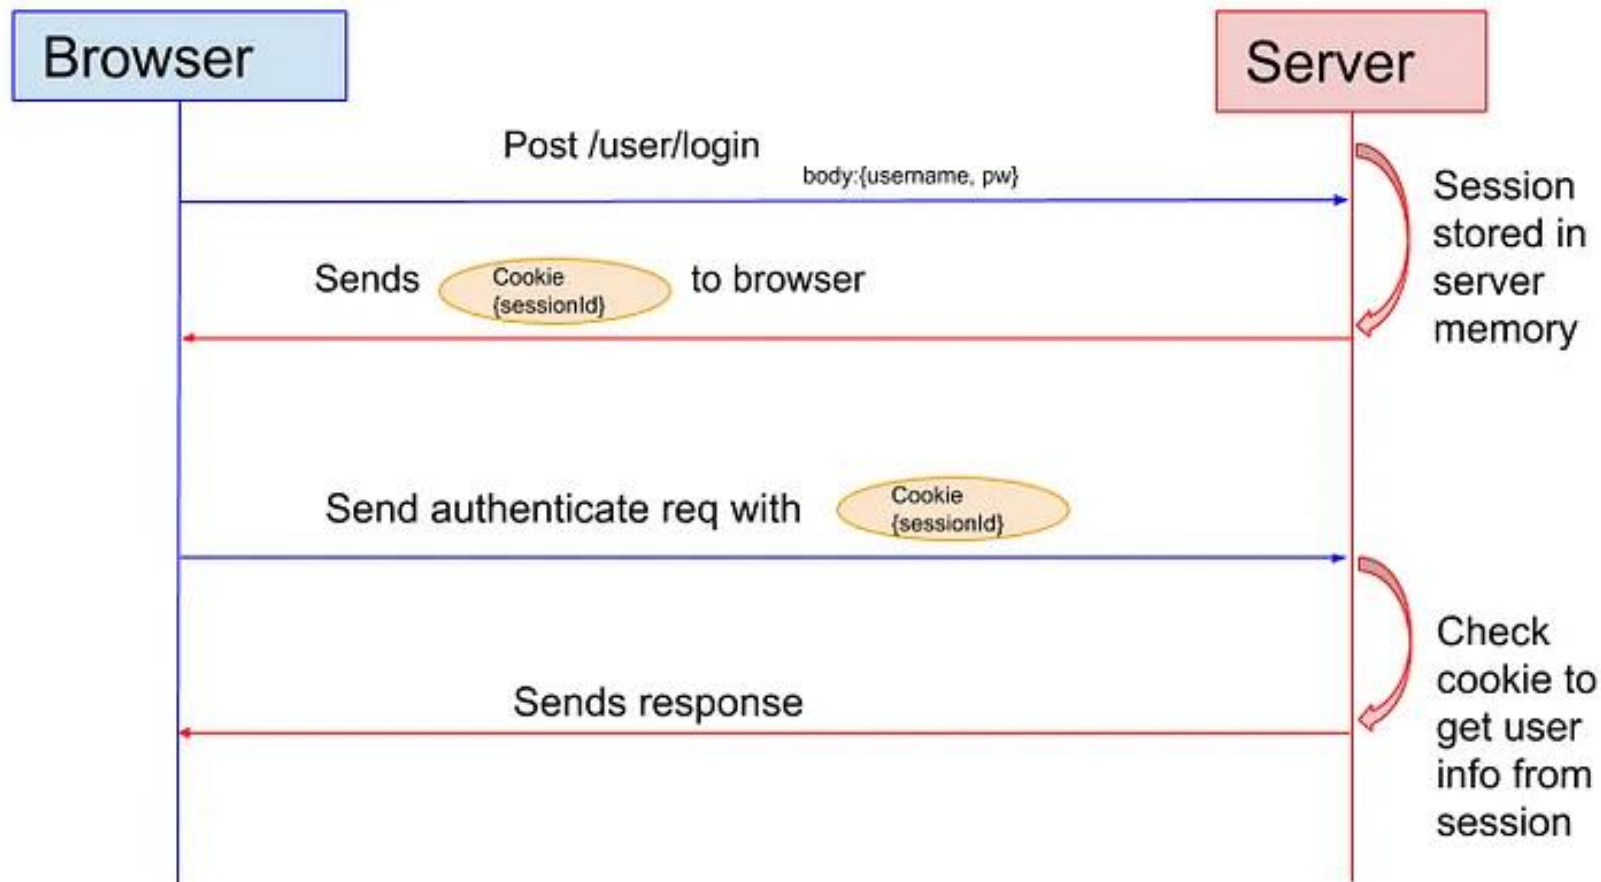 Browser
Server
Post /user/login
body:{username, pw}
Session
stored in
server
memory
Sends
Cookie
{sessionId}
to browser
Send authenticate req with
Cookie
{sessionId}
Check
cookie to
get user
info from
session
Sends response